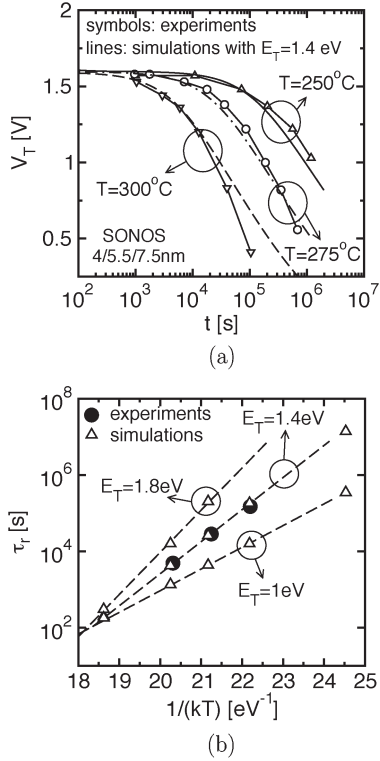 symbols: experiments
lines: simulations with E_T=1.4 eV
2
1.5
1
0.5
V_T [V]
T=250°C
T=300°C
T=275°C
SONOS
4/5.5/7.5nm
10^2 10^3 10^4 10^5 10^6 10^7
t [s]
(a)
10^8
10^6
10^4
10^2
τ_r [s]
experiments
simulations
E_T=1.4eV
E_T=1.8eV
E_T=1eV
18 19 20 21 22 23 24 25
1/(kT) [eV^-1]
(b)